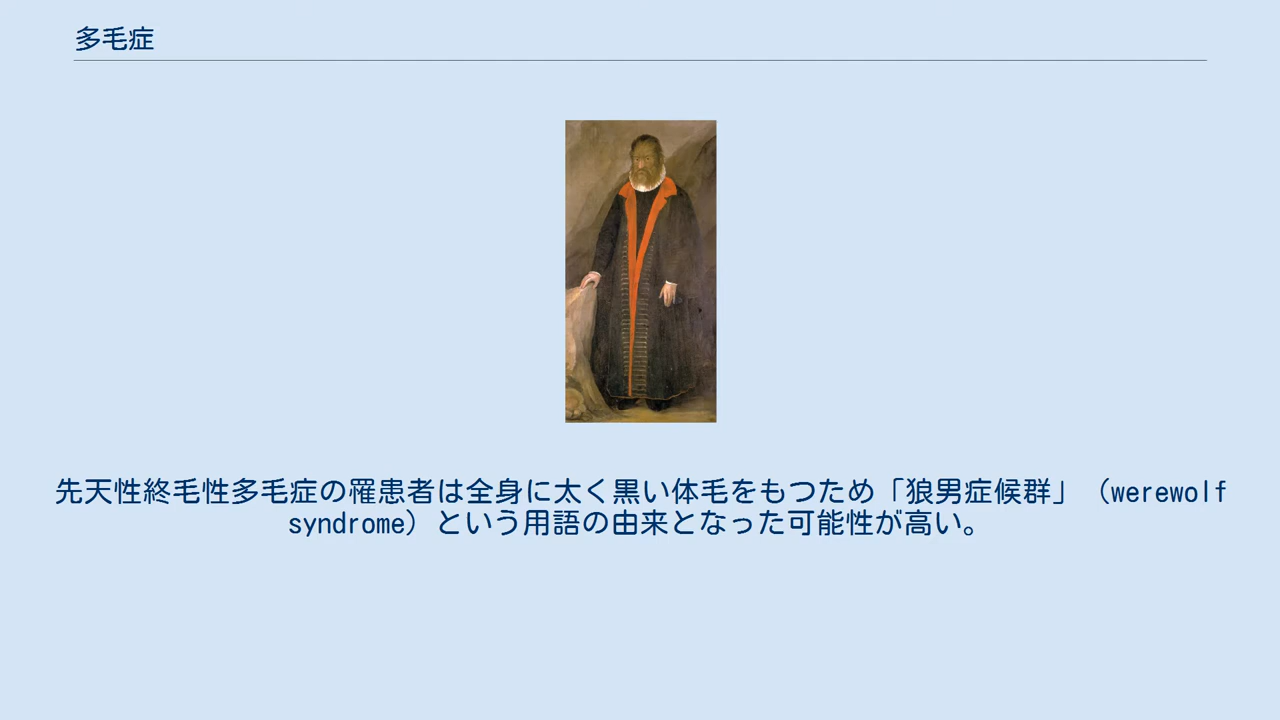 多毛症
先天性終毛性多毛症の罹患者は全身に太く黒い体毛をもつため「狼男症候群」（werewolf
syndrome）という用語の由来となった可能性が高い。